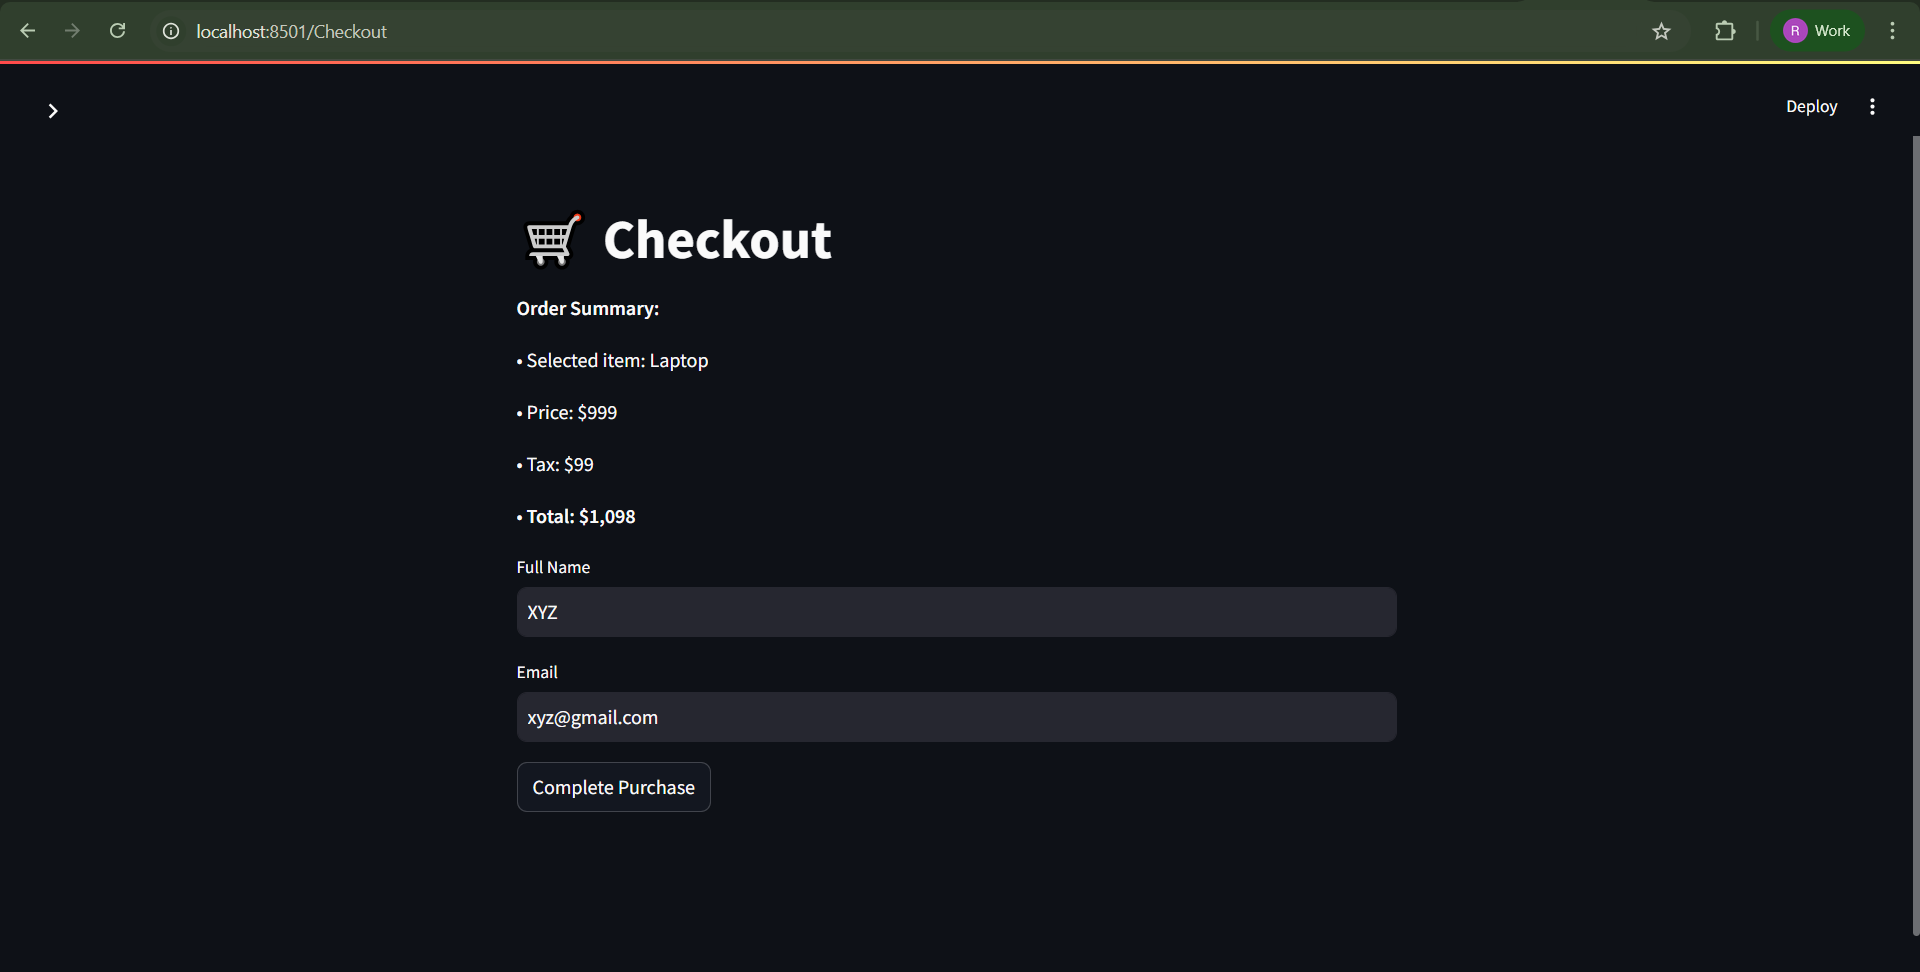 localhost:8501/Checkout
R Work
Deploy
Checkout
Order Summary:
• Selected item: Laptop
• Price: $999
• Tax: $99
• Total: $1,098
Full Name
XYZ
Email
xyz@gmail.com
Complete Purchase